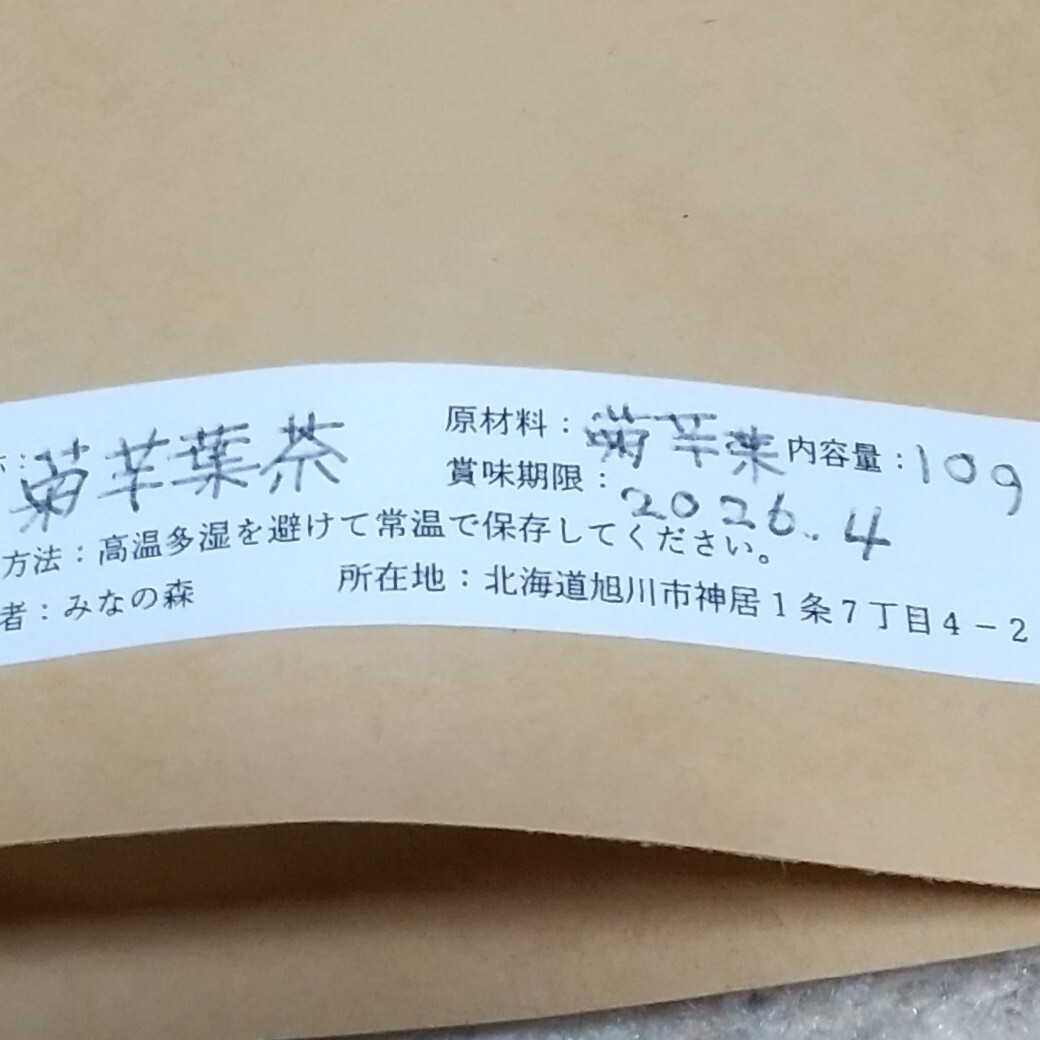 称：菊芋葉茶
原材料：菊芋葉 内容量：10g
賞味期限：2026.4
方法：高温多湿を避けて常温で保存してください。
者：みなの森 所在地：北海道旭川市神居１条７丁目４－２